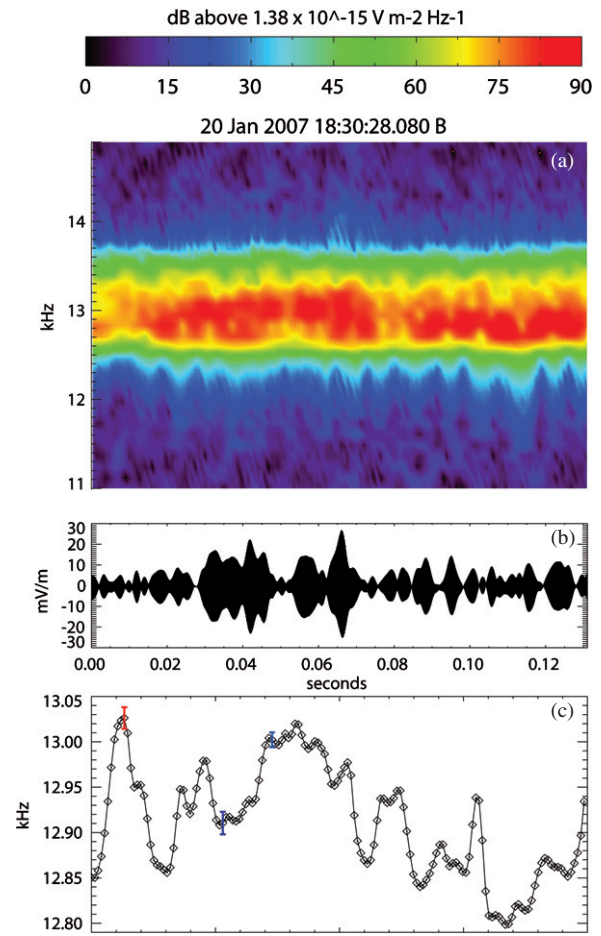 dB above 1.38 x 10^-15 V m-2 Hz-1
0 15 30 45 60 75 90
20 Jan 2007 18:30:28.080 B
(a)
14
13
12
11
kHz
(b)
30
20
10
0
-10
-20
-30
mV/m
0.00 0.02 0.04 0.06 0.08 0.10 0.12
seconds
(c)
13.05
13.00
12.95
12.90
12.85
12.80
kHz